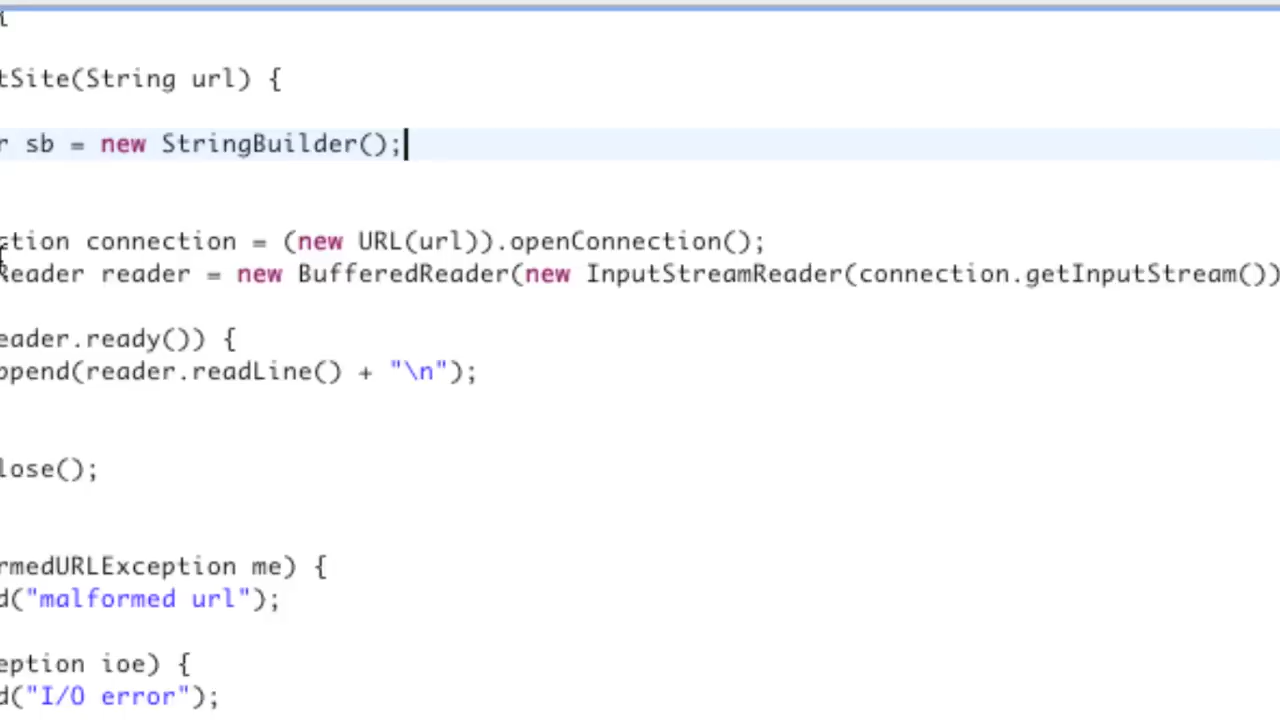 tSite(String url) {
r sb = new StringBuilder();
ction connection = (new URL(url)).openConnection();
Reader reader = new BufferedReader(new InputStreamReader(connection.getInputStream())
eader.ready()) {
ppend(reader.readLine() + "\n");
lose();
rmedURLException me) {
d("malformed url");
eption ioe) {
d("I/O error");